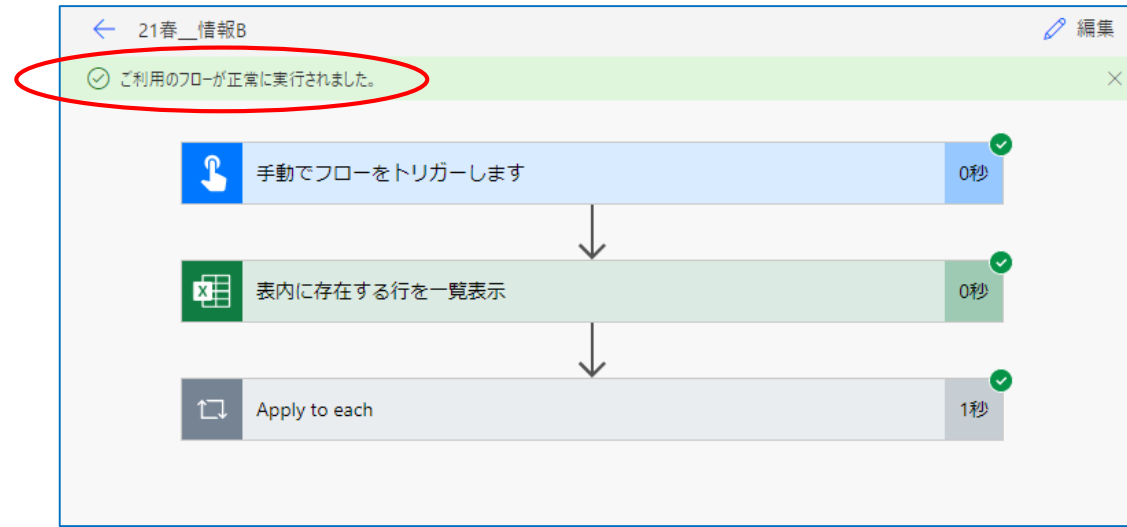 21春__情報B
編集
ご利用のフローが正常に実行されました。
手動でフローをトリガーします
0秒
表内に存在する行を一覧表示
0秒
Apply to each
1秒